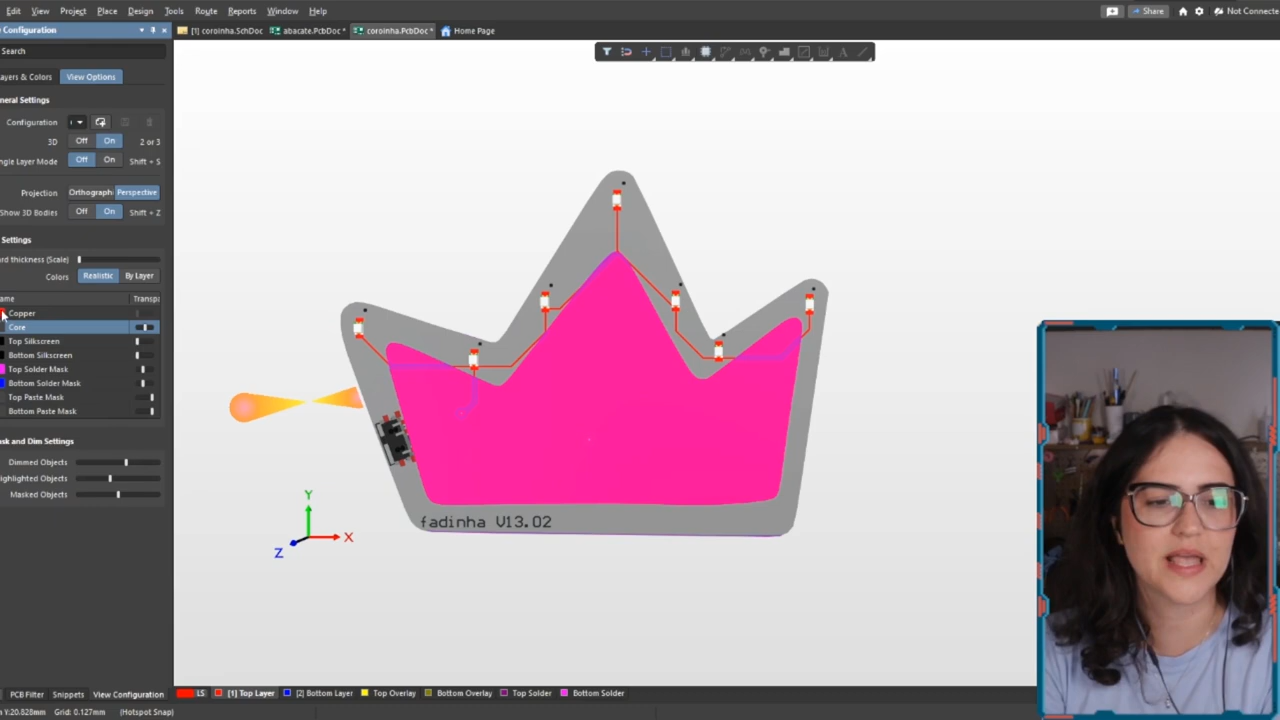 Edit View Project Place Design Tools Route Reports Window Help Share Not Connecte
Configuration [1] coroinha.SchDoc abacate.PcbDoc * coroinha.PcbDoc * Home Page
Search
ayers & Colors View Options
eneral Settings
Configuration
3D Off On 2 or 3
ngle Layer Mode Off On Shift + S
Projection Orthograph Perspective
Show 3D Bodies Off On Shift + Z
Settings
rd thickness (Scale)
Colors Realistic By Layer
ame Transpa
Copper
Core
Top Silkscreen
Bottom Silkscreen
Top Solder Mask
Bottom Solder Mask
Top Paste Mask
Bottom Paste Mask
sk and Dim Settings
Dimmed Objects
ighlighted Objects
Masked Objects
fadinha V13.02
Y
X
Z
PCB Filter Snippets View Configuration LS [1] Top Layer [2] Bottom Layer Top Overlay Bottom Overlay Top Solder Bottom Solder
Y:20.828mm Grid: 0.127mm (Hotspot Snap)